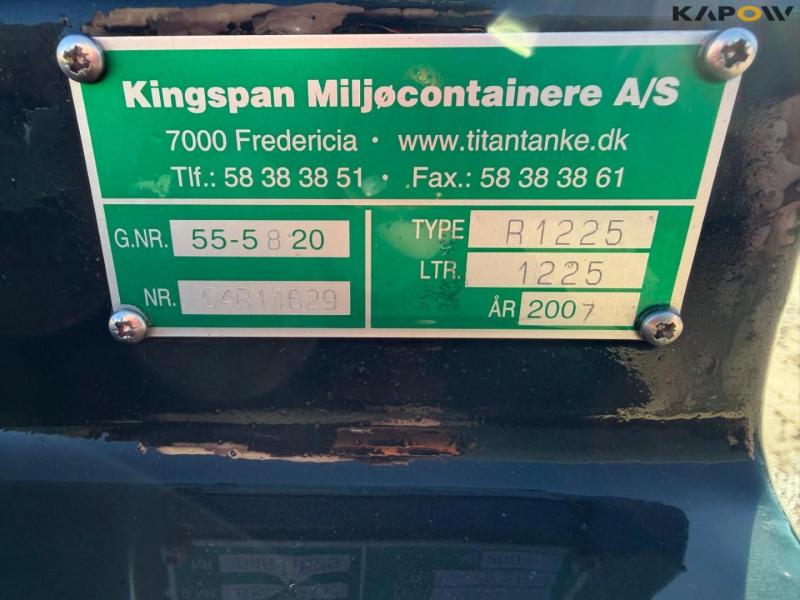 KAPOW
Kingspan Miljøcontainere A/S
7000 Fredericia · www.titantanke.dk
Tlf.: 58 38 38 51 · Fax.: 58 38 38 61
G.NR. 55-5820
NR. 04R11629
TYPE R1225
LTR. 1225
ÅR 2007